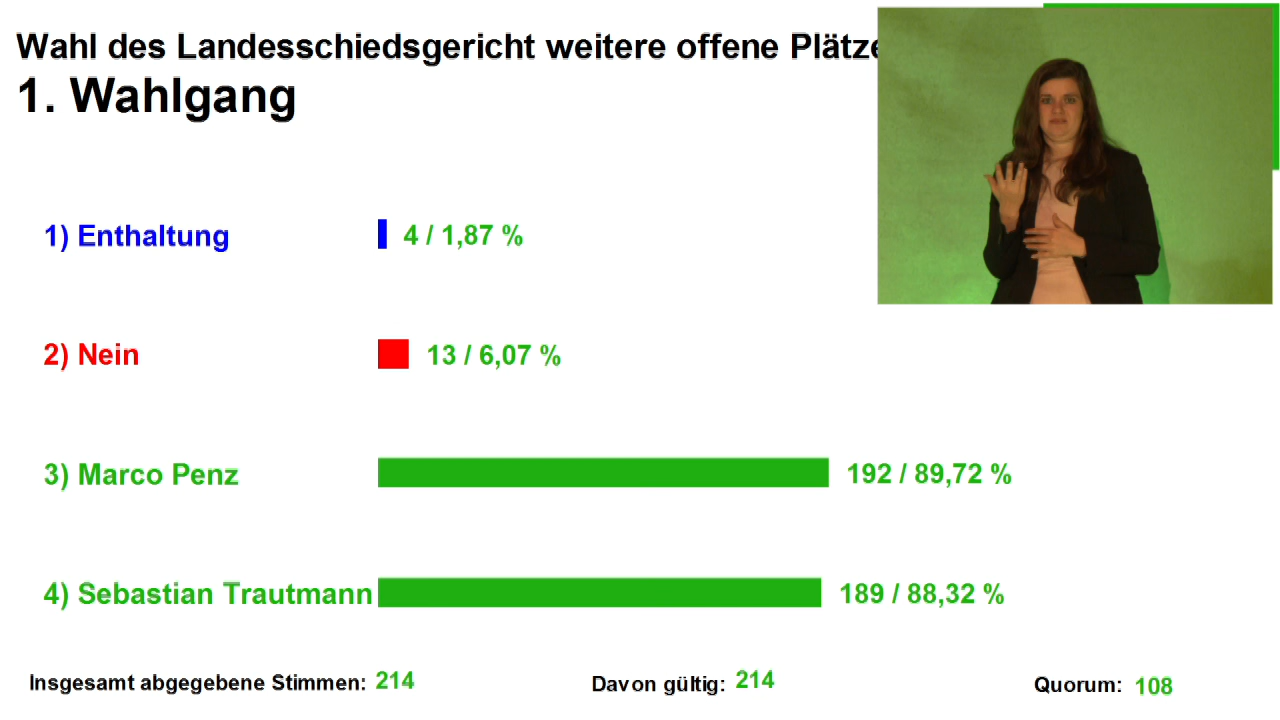 Wahl des Landesschiedsgericht weitere offene Plätze
1. Wahlgang
1) Enthaltung 4 / 1,87 %
2) Nein 13 / 6,07 %
3) Marco Penz 192 / 89,72 %
4) Sebastian Trautmann 189 / 88,32 %
Insgesamt abgegebene Stimmen: 214 Davon gültig: 214 Quorum: 108